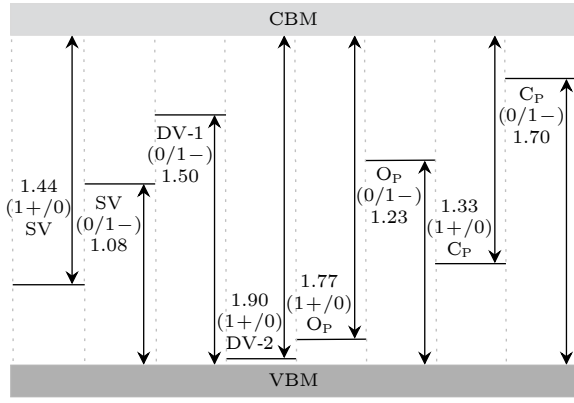 CBM
1.44
(1+/0)
SV
SV
(0/1−)
1.08
DV-1
(0/1−)
1.50
1.90
(1+/0)
DV-2
1.77
(1+/0)
O_P
O_P
(0/1−)
1.23
1.33
(1+/0)
C_P
C_P
(0/1−)
1.70
VBM